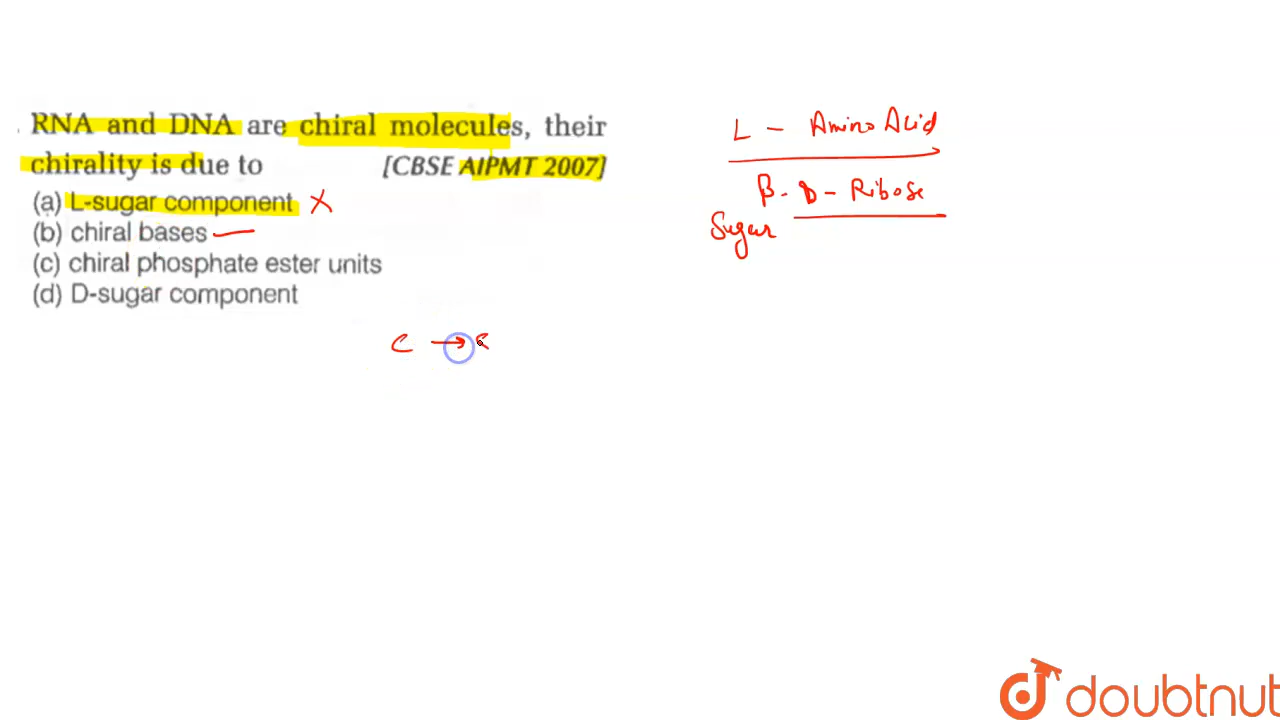 RNA and DNA are chiral molecules, their
chirality is due to [CBSE AIPMT 2007]
(a) L-sugar component X
(b) chiral bases
(c) chiral phosphate ester units
(d) D-sugar component
L - Amino Acid
β - D - Ribose
Sugar
C →
doubtnut